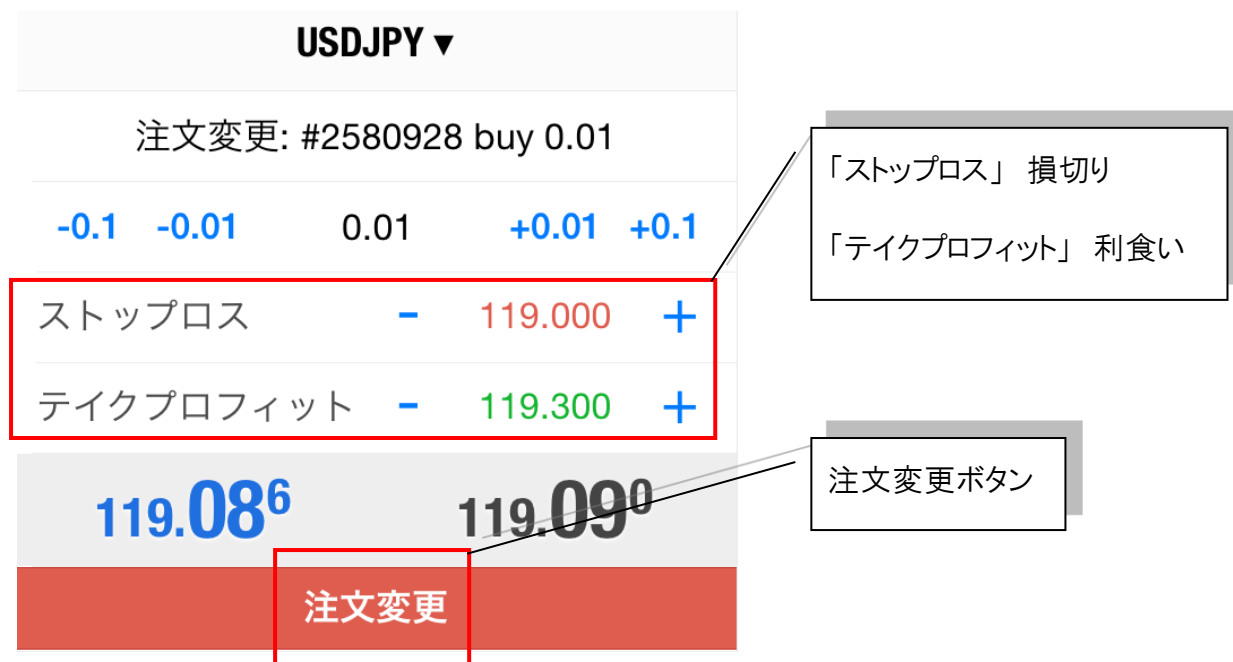 USDJPY ▼
注文変更: #2580928 buy 0.01
-0.1 -0.01 0.01 +0.01 +0.1
ストップロス - 119.000 +
テイクプロフィット - 119.300 +
119.086 119.090
注文変更
「ストップロス」 損切り
「テイクプロフィット」 利食い
注文変更ボタン